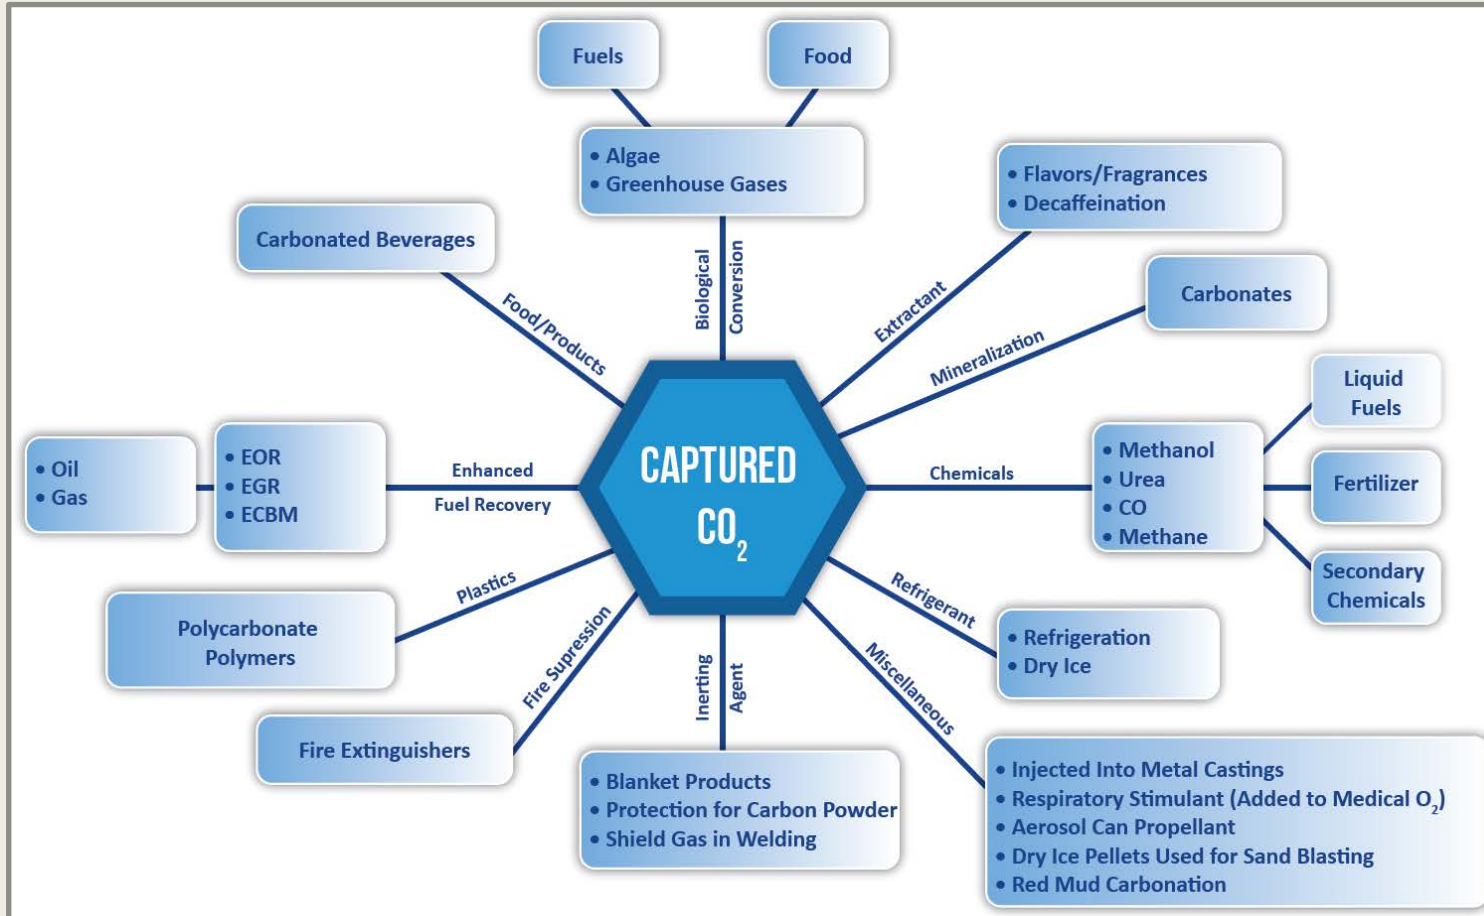 Fuels
Food
• Algae
• Greenhouse Gases
• Flavors/Fragrances
• Decaffeination
Carbonated Beverages
Carbonates
Biological
Conversion
Food/Products
Extractant
Mineralization
Liquid
Fuels
• Oil
• Gas
• EOR
• EGR
• ECBM
Enhanced
Fuel Recovery
CAPTURED
CO₂
Chemicals
• Methanol
• Urea
• CO
• Methane
Fertilizer
Secondary
Chemicals
Plastics
Polycarbonate
Polymers
Fire Supression
Fire Extinguishers
Inerting
Agent
• Blanket Products
• Protection for Carbon Powder
• Shield Gas in Welding
Refrigerant
• Refrigeration
• Dry Ice
Miscellaneous
• Injected Into Metal Castings
• Respiratory Stimulant (Added to Medical O₂)
• Aerosol Can Propellant
• Dry Ice Pellets Used for Sand Blasting
• Red Mud Carbonation